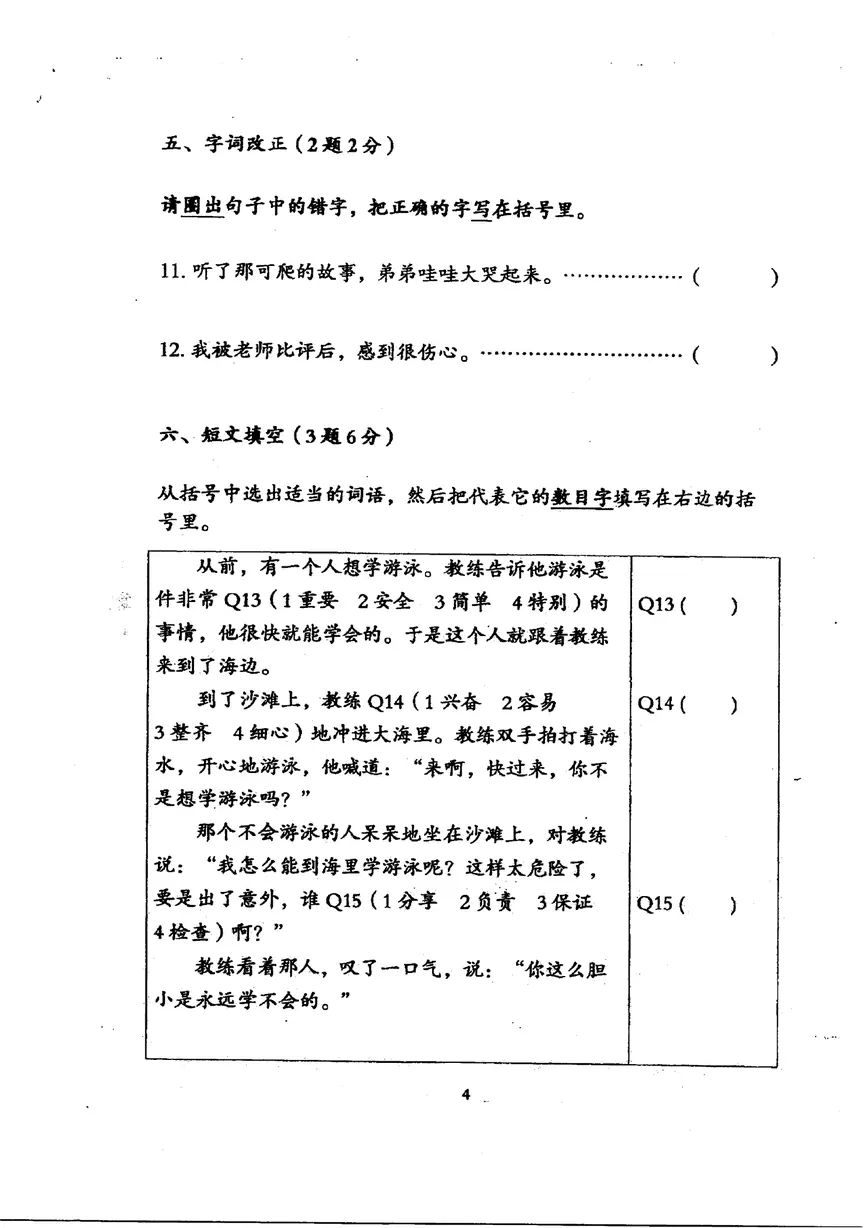 五、字词改正(2题2分)
请圈出句子中的错字,把正确的字写在括号里。
11. 听了那可爬的故事,弟弟哇哇大哭起来。………………( )
12. 我被老师比评后,感到很伤心。…………………………( )
六、短文填空(3题6分)
从括号中选出适当的词语,然后把代表它的数目字填写在右边的括
号里。
从前,有一个人想学游泳。教练告诉他游泳是
件非常 Q13(1 重要 2 安全 3 简单 4 特别)的 Q13 ( )
事情,他很快就能学会的。于是这个人就跟着教练
来到了海边。
到了沙滩上,教练 Q14(1 兴奋 2 容易 Q14 ( )
3 整齐 4 细心)地冲进大海里。教练双手拍打着海
水,开心地游泳,他喊道:“来啊,快过来,你不
是想学游泳吗?”
那个不会游泳的人呆呆地坐在沙滩上,对教练
说:“我怎么能到海里学游泳呢?这样太危险了,
要是出了意外,谁 Q15(1 分享 2 负责 3 保证 Q15 ( )
4 检查)啊?”
教练看着那人,叹了一口气,说:“你这么胆
小是永远学不会的。”
4